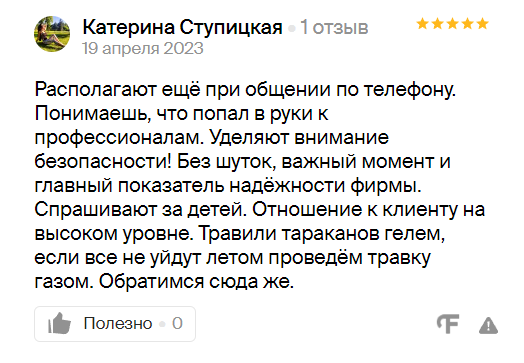 Катерина Ступицкая • 1 отзыв
19 апреля 2023
Располагают ещё при общении по телефону.
Понимаешь, что попал в руки к
профессионалам. Уделяют внимание
безопасности! Без шуток, важный момент и
главный показатель надёжности фирмы.
Спрашивают за детей. Отношение к клиенту на
высоком уровне. Травили тараканов гелем,
если все не уйдут летом проведём травку
газом. Обратимся сюда же.
Полезно • 0